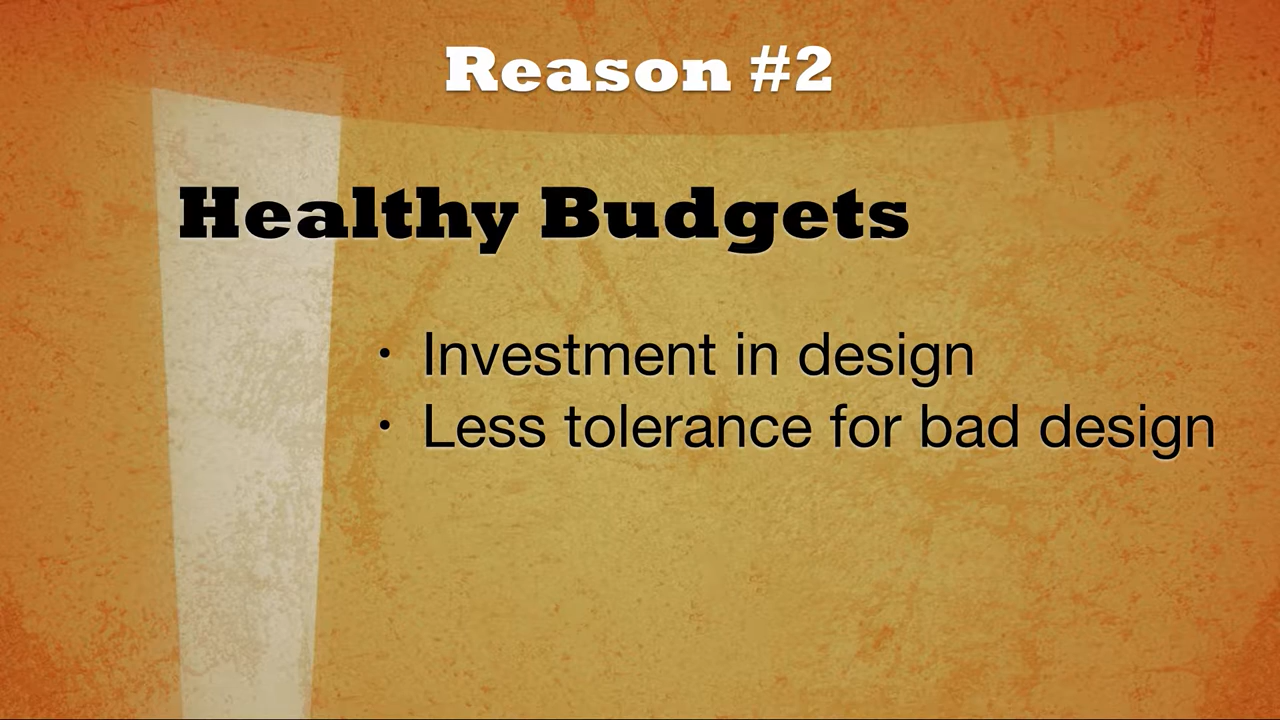 Reason #2
Healthy Budgets
• Investment in design
• Less tolerance for bad design